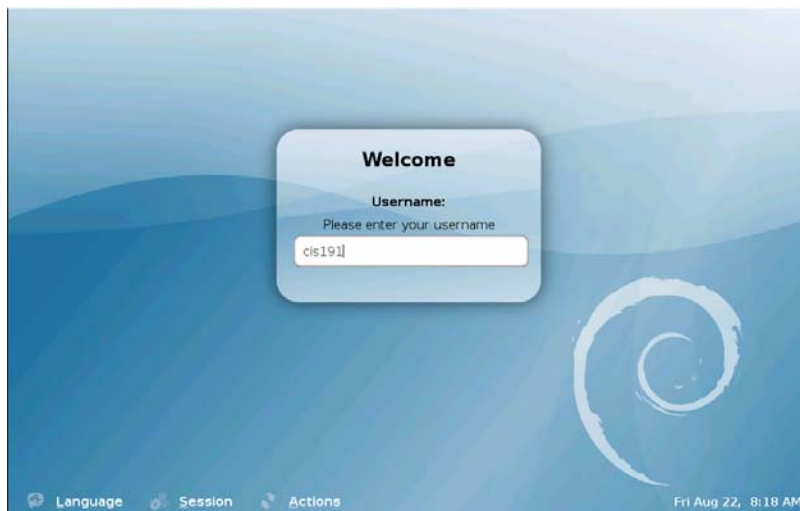 Welcome
Username:
Please enter your username
cis191
Language Session Actions Fri Aug 22, 8:18 AM